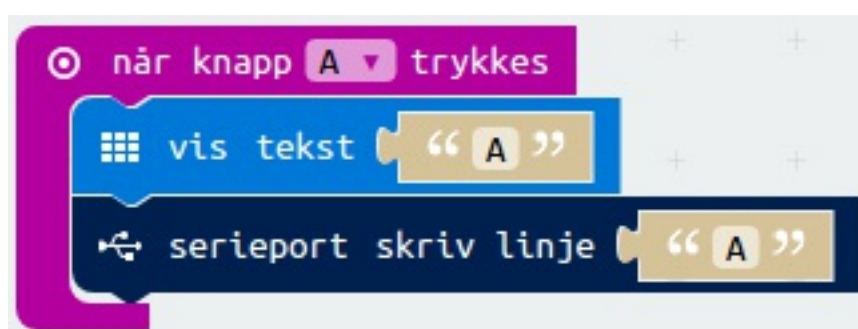 når knapp A trykkes
vis tekst “ A ”
serieport skriv linje “ A ”